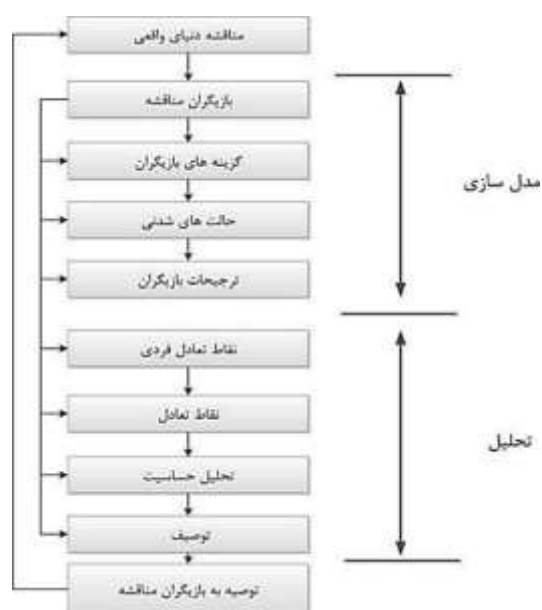 مناقشه دنیای واقعی
بازیگران مناقشه
گزینه های بازیگران
حالت های شدنی
ترجیحات بازیگران
مدل سازی
نقاط تعادل فردی
نقاط تعادل
تحلیل حساسیت
توصیف
تحلیل
توصیه به بازیگران مناقشه